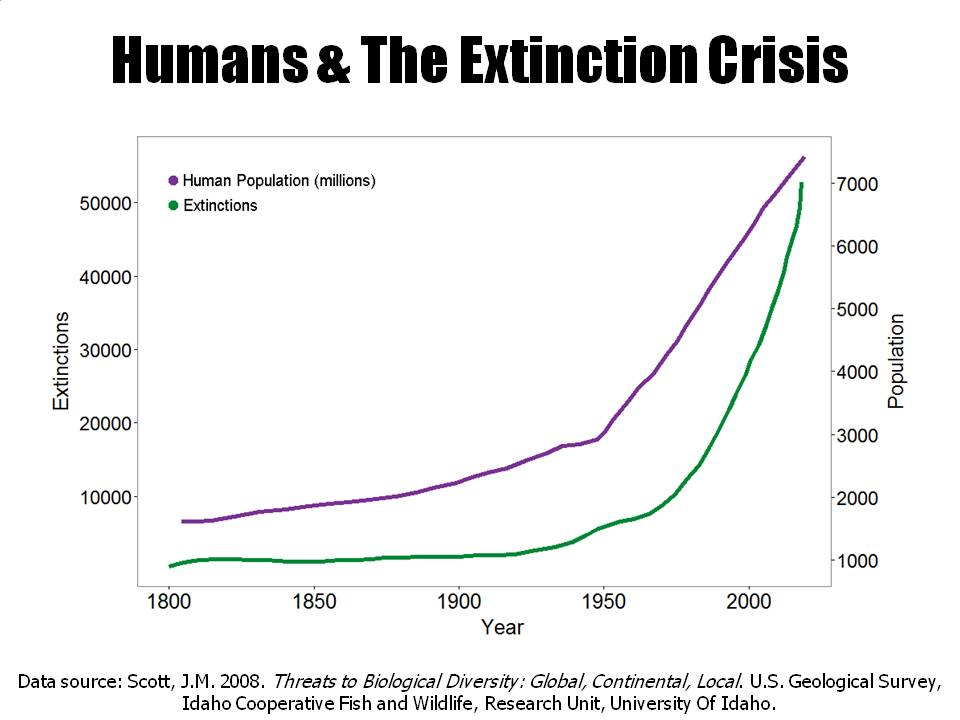 Humans & The Extinction Crisis
Human Population (millions)
Extinctions
50000
40000
30000
20000
10000
Extinctions
7000
6000
5000
4000
3000
2000
1000
Population
1800 1850 1900 1950 2000
Year
Data source: Scott, J.M. 2008. Threats to Biological Diversity: Global, Continental, Local. U.S. Geological Survey,
Idaho Cooperative Fish and Wildlife, Research Unit, University Of Idaho.